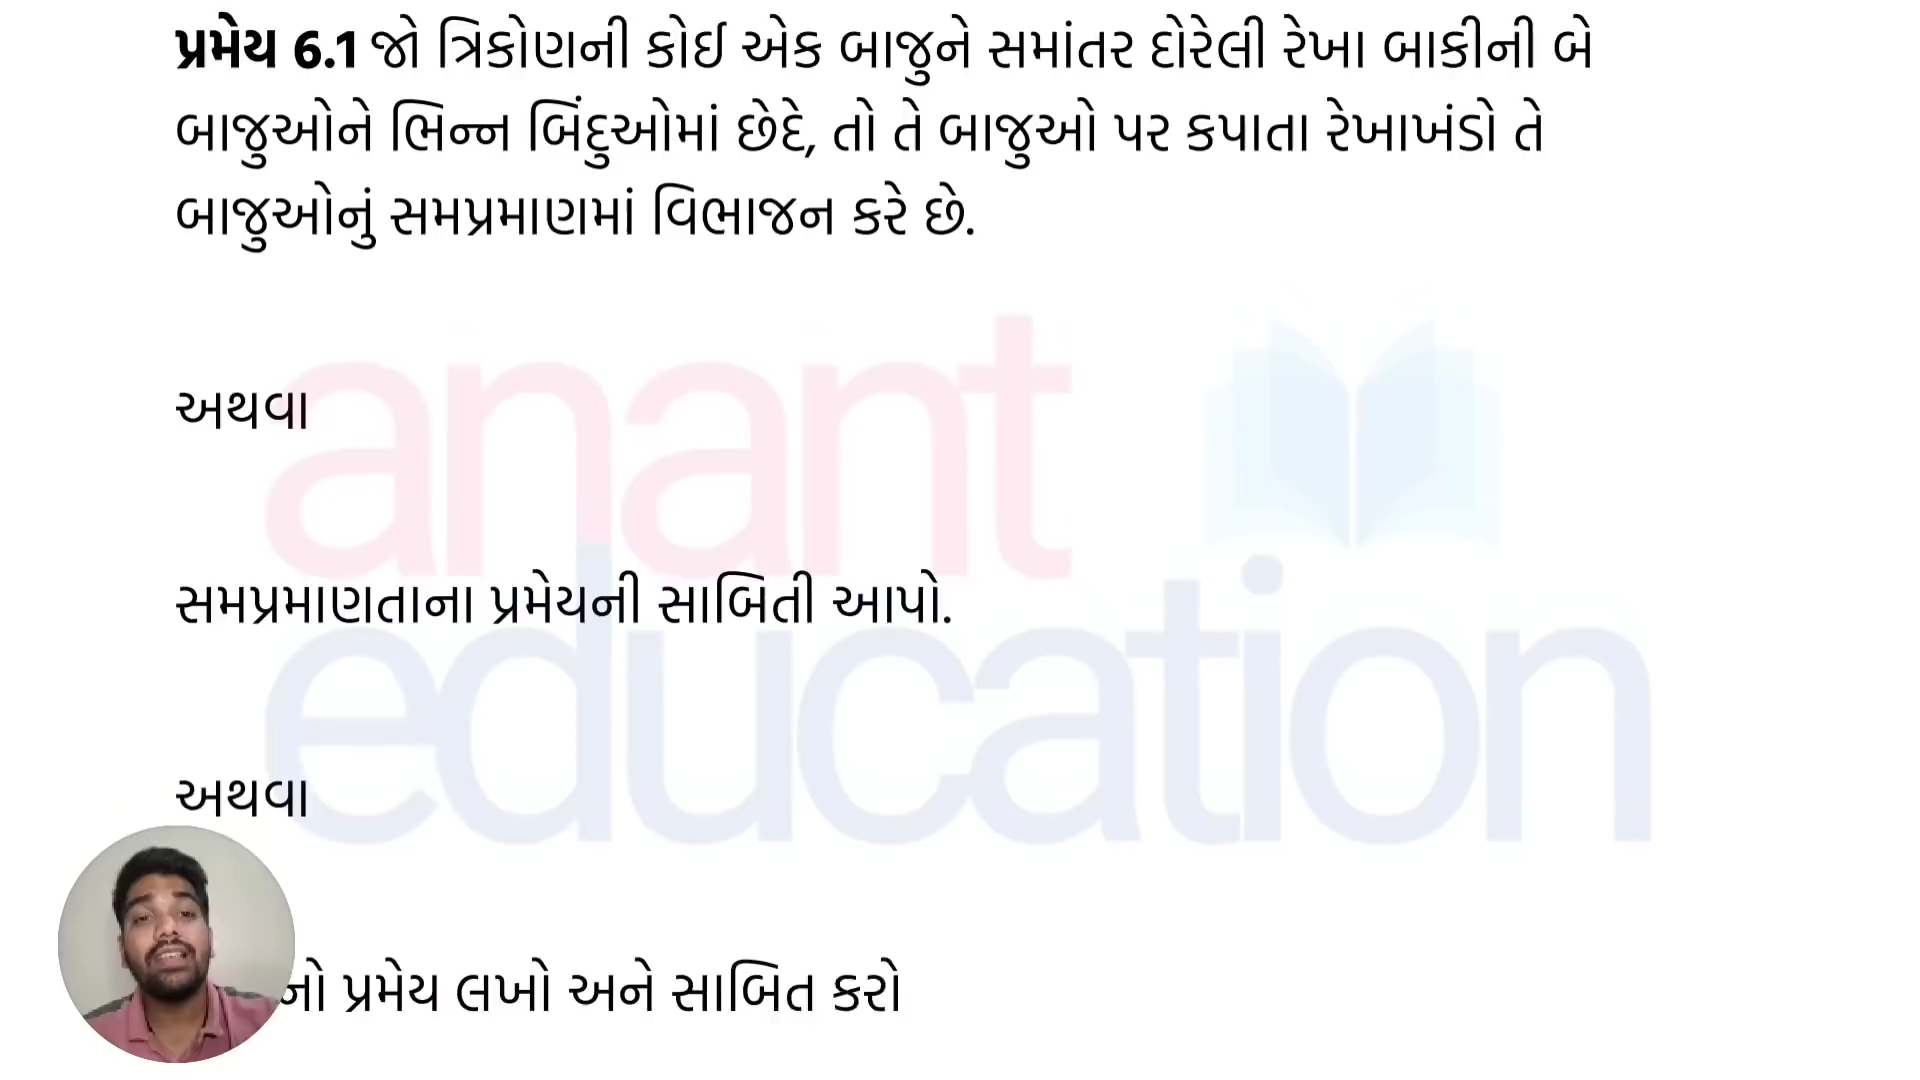 પ્રમેય 6.1 જો ત્રિકોણની કોઈ એક બાજુને સમાંતર દોરેલી રેખા બાકીની બે
બાજુઓને ભિન્ન બિંદુઓમાં છેદે, તો તે બાજુઓ પર કપાતા રેખાખંડો તે
બાજુઓનું સમપ્રમાણમાં વિભાજન કરે છે.
anant
અથવા
સમપ્રમાણતાના પ્રમેયની સાબિતી આપો.
education
અથવા
પ્રમેય લખો અને સાબિત કરો